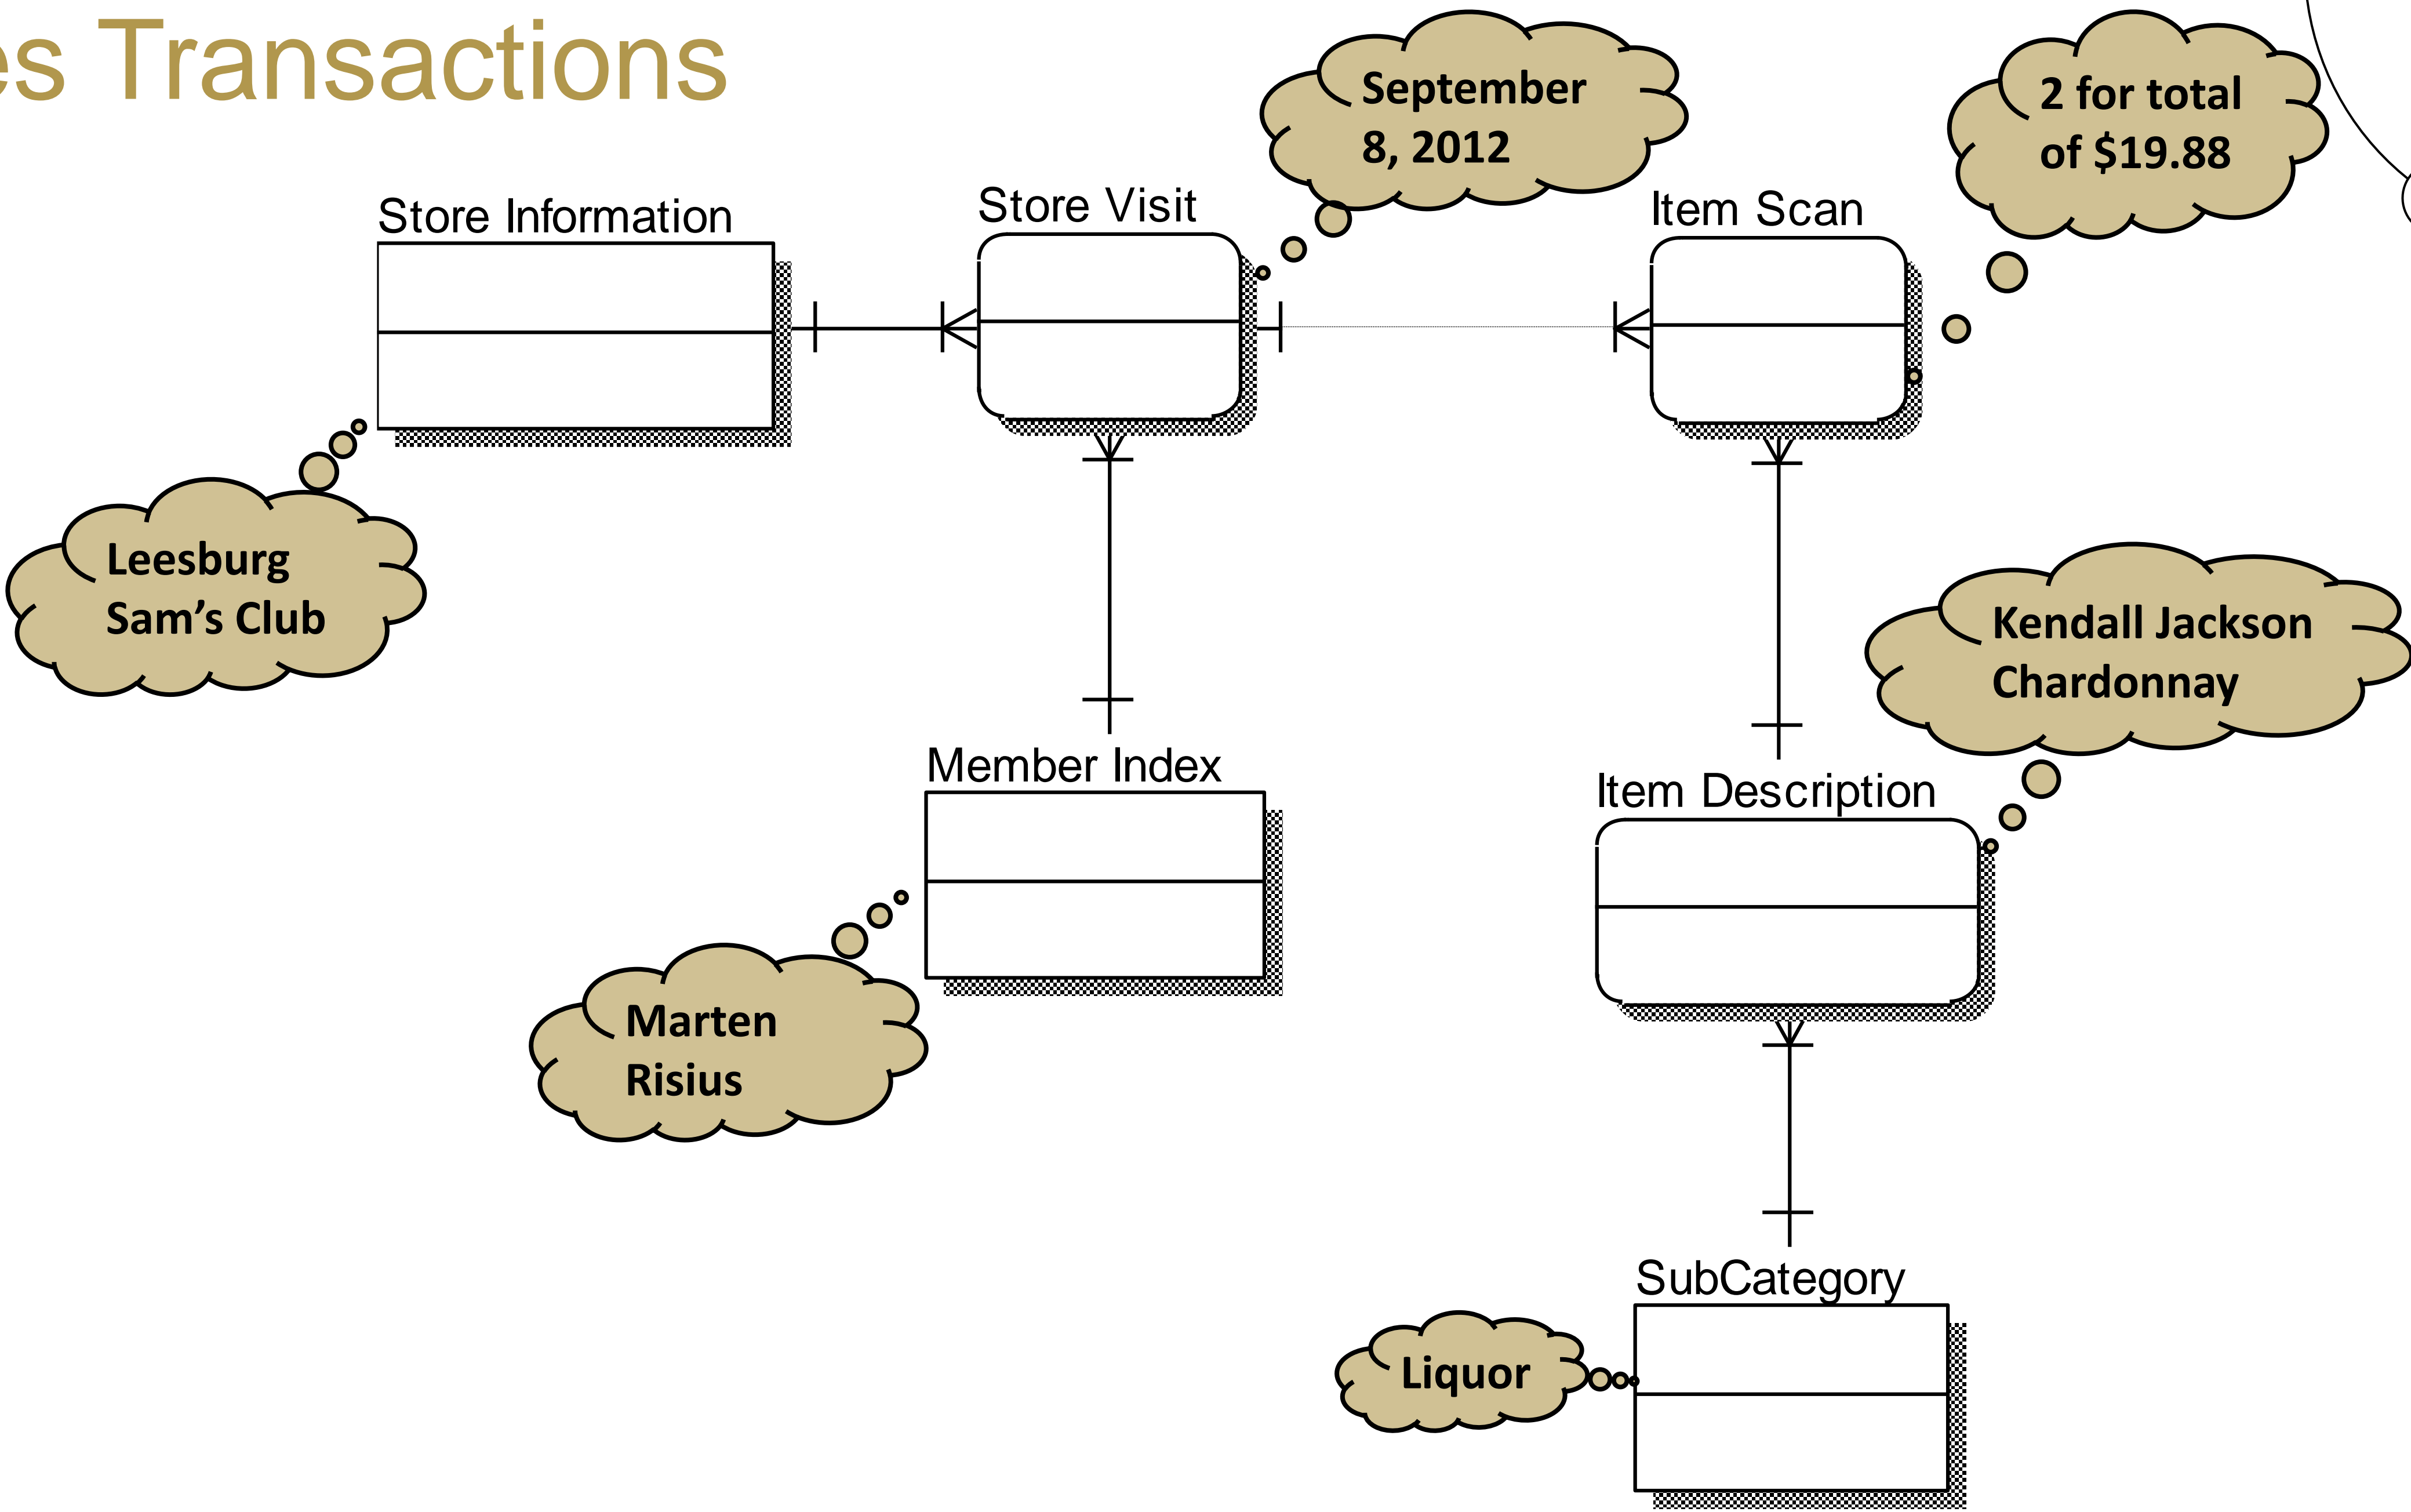 es Transactions
September
8, 2012
2 for total
of $19.88
Store Information
Store Visit
Item Scan
Leesburg
Sam’s Club
Kendall Jackson
Chardonnay
Member Index
Item Description
Marten
Risius
SubCategory
Liquor